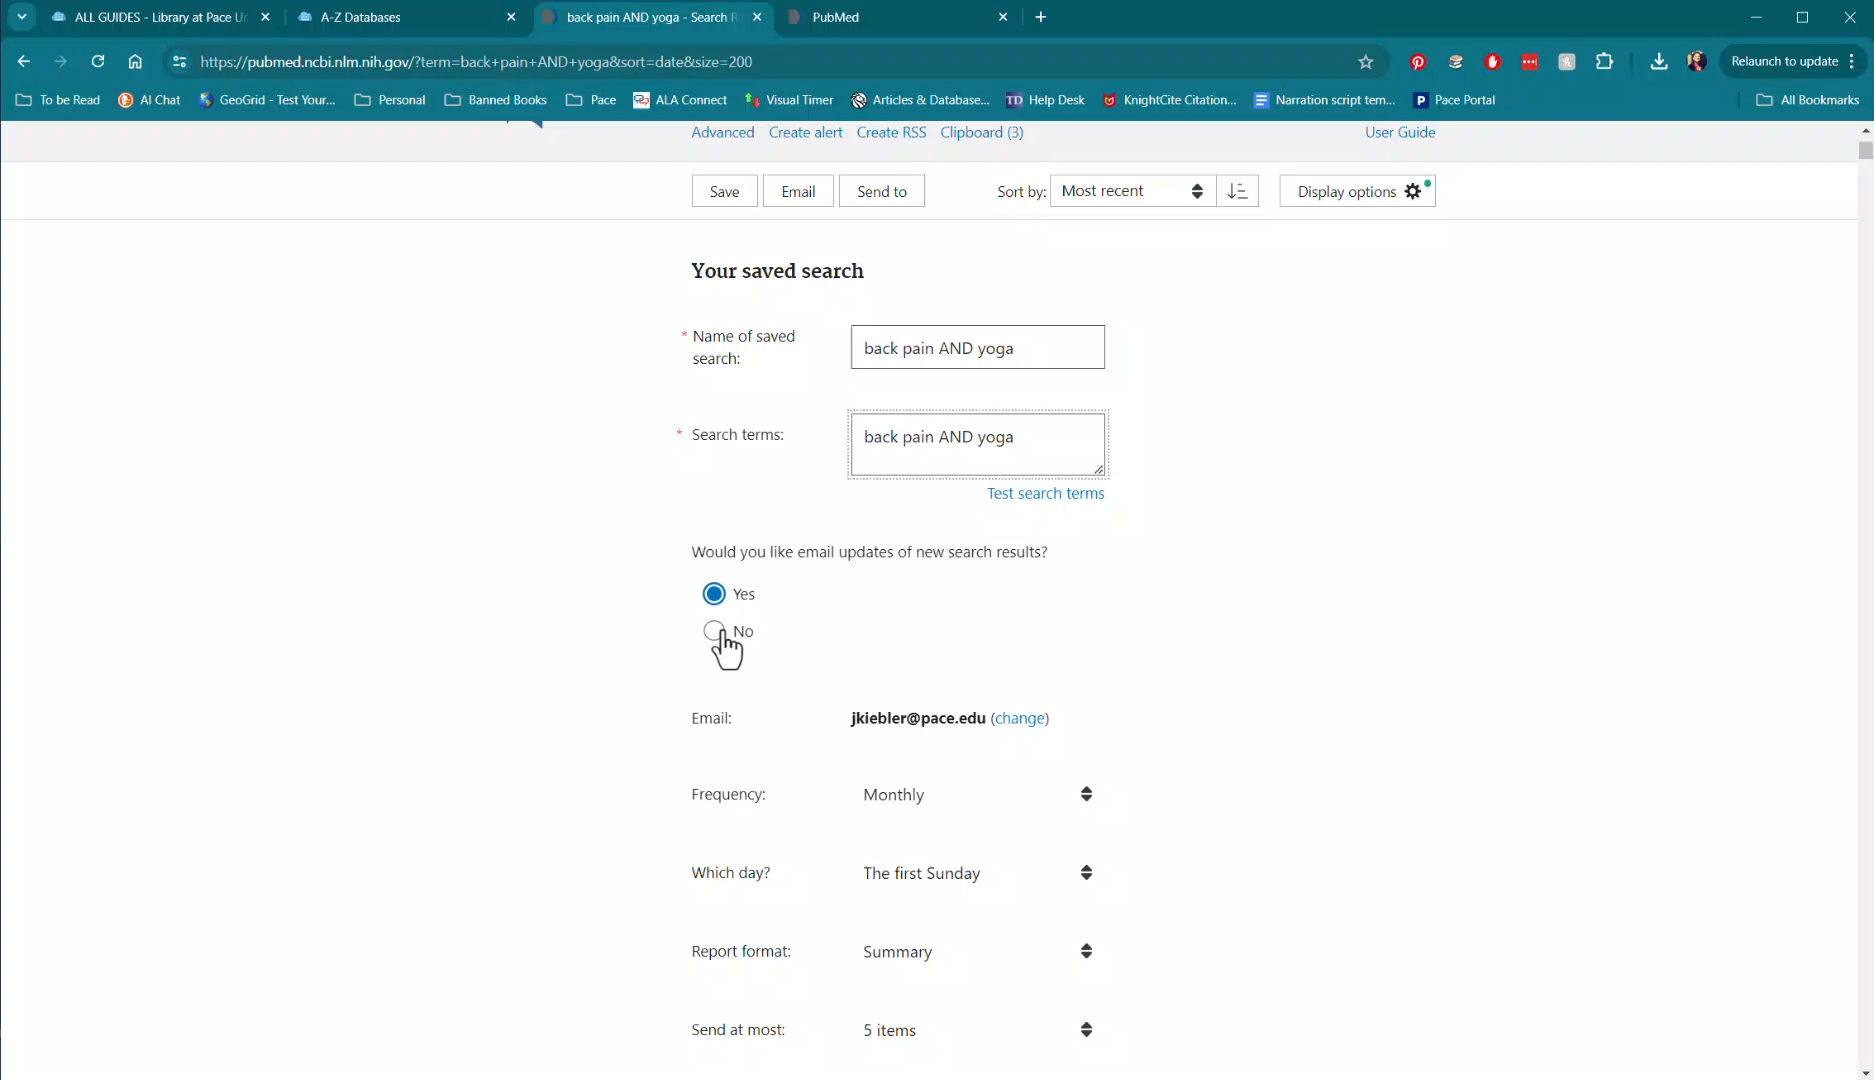 ALL GUIDES - Library at Pace Un
A-Z Databases
back pain AND yoga - Search R
PubMed
https://pubmed.ncbi.nlm.nih.gov/?term=back+pain+AND+yoga&sort=date&size=200
Relaunch to update
To be Read
AI Chat
GeoGrid - Test Your...
Personal
Banned Books
Pace
ALA Connect
Visual Timer
Articles & Database...
TD Help Desk
KnightCite Citation...
Narration script tem...
P Pace Portal
All Bookmarks
Advanced Create alert Create RSS Clipboard (3)
User Guide
Save Email Send to
Sort by: Most recent
Display options
Your saved search
* Name of saved
search:
back pain AND yoga
* Search terms:
back pain AND yoga
Test search terms
Would you like email updates of new search results?
Yes
No
Email: jkiebler@pace.edu (change)
Frequency: Monthly
Which day? The first Sunday
Report format: Summary
Send at most: 5 items